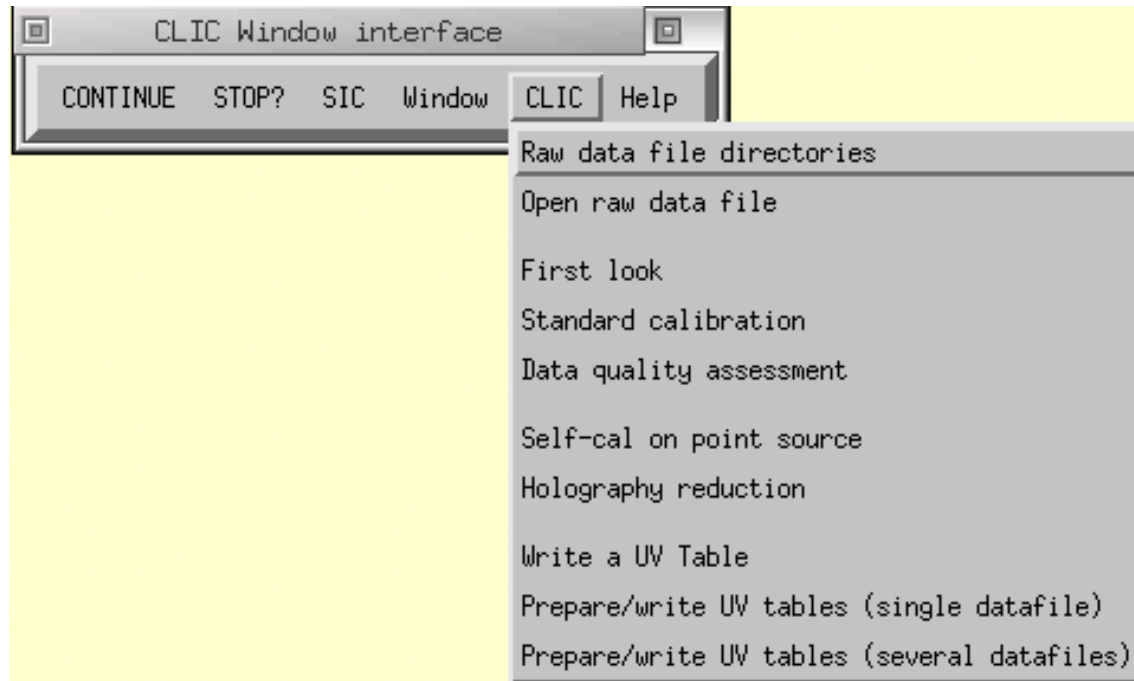 CLIC Window interface
CONTINUE STOP? SIC Window CLIC Help
Raw data file directories
Open raw data file
First look
Standard calibration
Data quality assessment
Self-cal on point source
Holography reduction
Write a UV Table
Prepare/write UV tables (single datafile)
Prepare/write UV tables (several datafiles)